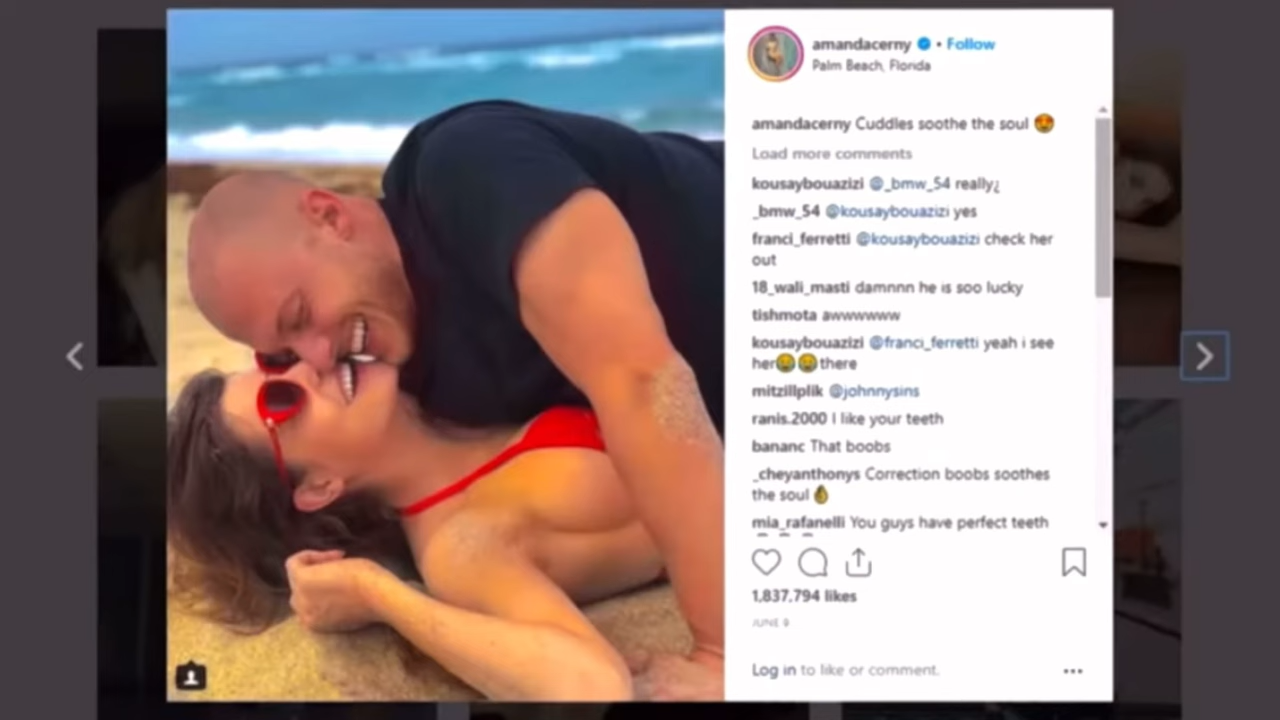 amandacerny • Follow
Palm Beach, Florida
amandacerny Cuddles soothe the soul 😍
Load more comments
kousaybouazizi @_bmw_54 really¿
_bmw_54 @kousaybouazizi yes
franci_ferretti @kousaybouazizi check her
out
18_wali_masti damnnn he is soo lucky
tishmota awwwwww
kousaybouazizi @franci_ferretti yeah i see
her😂😂there
mitzillplik @johnnysins
ranis.2000 I like your teeth
bananc That boobs
_cheyanthonys Correction boobs soothes
the soul 👌
mia_rafanelli You guys have perfect teeth
1,837,794 likes
JUNE 9
Log in to like or comment.